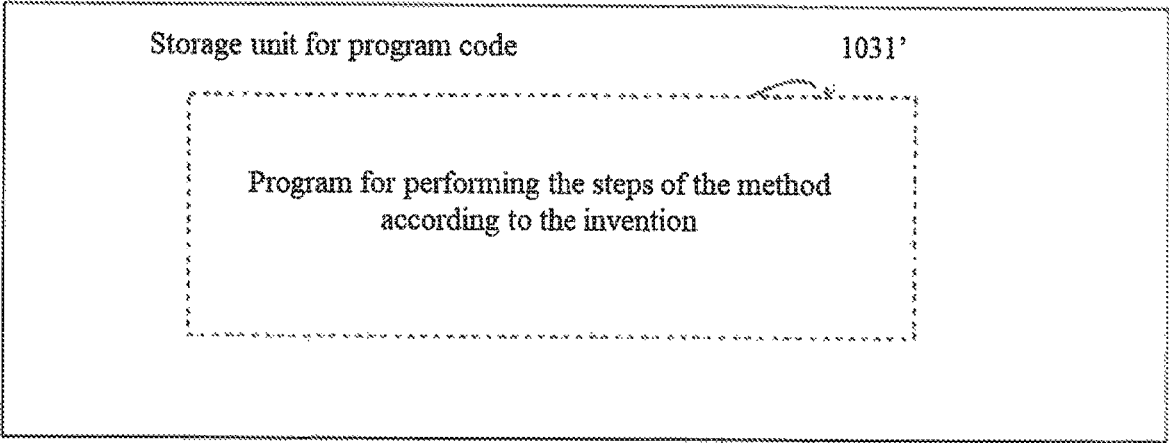 Storage unit for program code 1031’
Program for performing the steps of the method
according to the invention